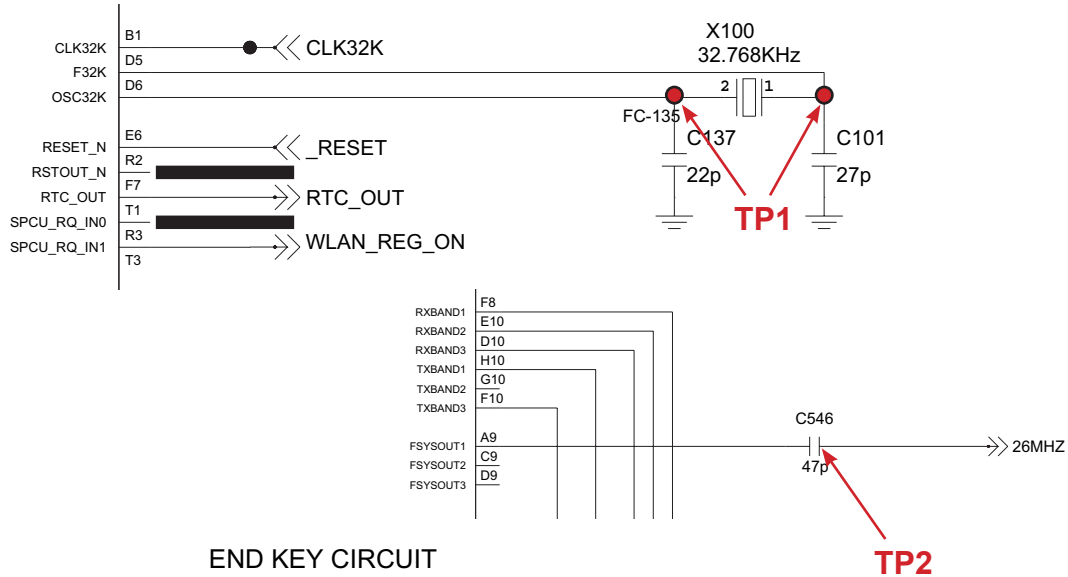 X100
32.768KHz
CLK32K B1 CLK32K
F32K D5
OSC32K D6 2 1
FC-135
C137 C101
22p 27p
TP1
RESET_N E6 _RESET
RSTOUT_N R2
RTC_OUT F7 RTC_OUT
SPCU_RQ_IN0 T1
SPCU_RQ_IN1 R3 WLAN_REG_ON
T3
RXBAND1 F8
RXBAND2 E10
RXBAND3 D10
TXBAND1 H10
TXBAND2 G10
TXBAND3 F10
C546
FSYSOUT1 A9 26MHZ
47p
FSYSOUT2 C9
FSYSOUT3 D9
TP2
END KEY CIRCUIT